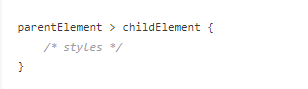 parentElement > childElement {
    /* styles */
}